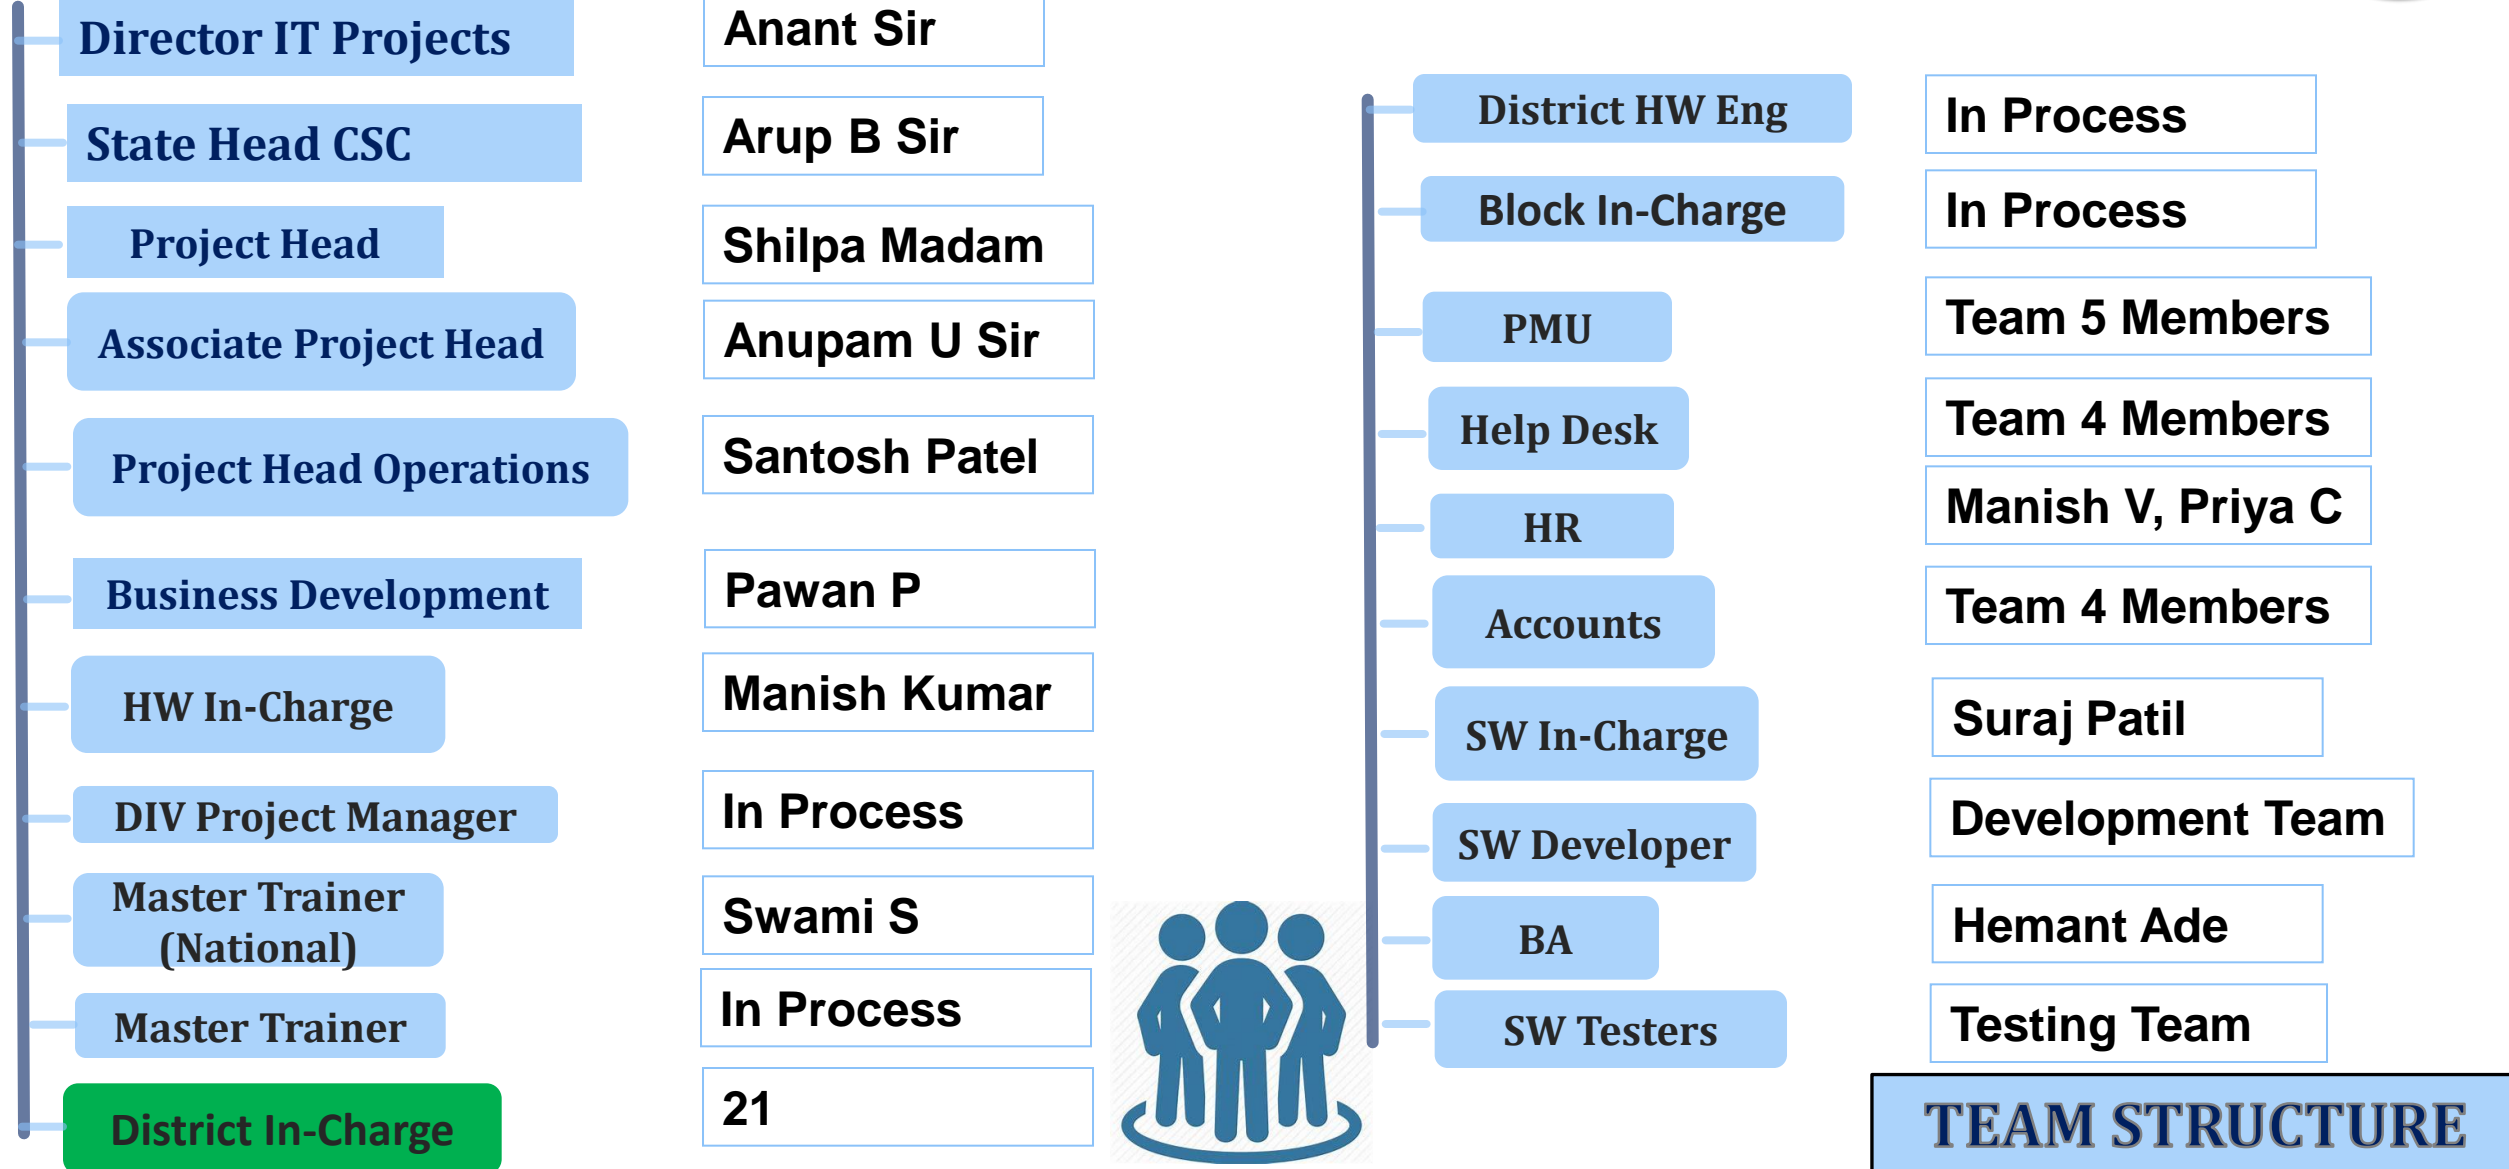 Director IT Projects
Anant Sir
State Head CSC
Arup B Sir
Project Head
Shilpa Madam
Associate Project Head
Anupam U Sir
Project Head Operations
Santosh Patel
Business Development
Pawan P
HW In-Charge
Manish Kumar
DIV Project Manager
In Process
Master Trainer
(National)
Swami S
Master Trainer
In Process
District In-Charge
21
District HW Eng
In Process
Block In-Charge
In Process
PMU
Team 5 Members
Help Desk
Team 4 Members
HR
Manish V, Priya C
Accounts
Team 4 Members
SW In-Charge
Suraj Patil
SW Developer
Development Team
BA
Hemant Ade
SW Testers
Testing Team
TEAM STRUCTURE